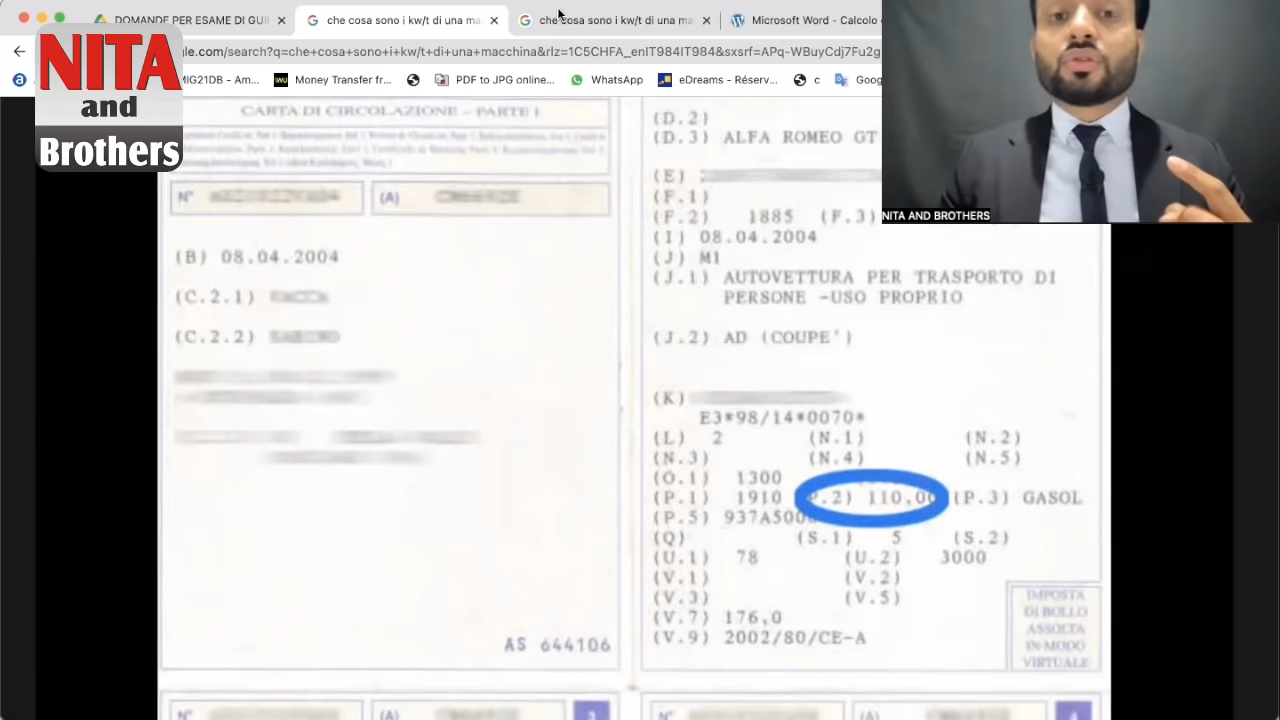 DOMANDE PER ESAME DI GUI
che cosa sono i kw/t di una ma
che cosa sono i kw/t di una ma
Microsoft Word - Calcolo
gle.com/search?q=che+cosa+sono+i+kw/t+di+una+macchina&rlz=1C5CHFA_enIT984IT984&sxsrf=APq-WBuyCdj7Fu2g
MIG21DB - Am...
Money Transfer fr...
PDF to JPG online...
WhatsApp
eDreams - Réserv...
c
Goog
NITA
and
Brothers
NITA AND BROTHERS
CARTA DI CIRCOLAZIONE - PARTE I
N°
(A)
(B) 08.04.2004
(C.2.1)
(C.2.2)
AS 644106
(D.2)
(D.3) ALFA ROMEO GT
(E)
(F.1)
(F.2) 1885 (F.3)
(I) 08.04.2004
(J) M1
(J.1) AUTOVETTURA PER TRASPORTO DI
PERSONE -USO PROPRIO
(J.2) AD (COUPE')
(K)
E3*98/14*0070*
(L) 2 (N.1) (N.2)
(N.3) (N.4) (N.5)
(O.1) 1300
(P.1) 1910 P.2) 110,00 (P.3) GASOL
(P.5) 937A500
(Q) (S.1) 5 (S.2)
(U.1) 78 (U.2) 3000
(V.1) (V.2)
(V.3) (V.5)
(V.7) 176,0
(V.9) 2002/80/CE-A
IMPOSTA
DI BOLLO
ASSOLTA
IN MODO
VIRTUALE
N° (A) 3
N° (A) 4